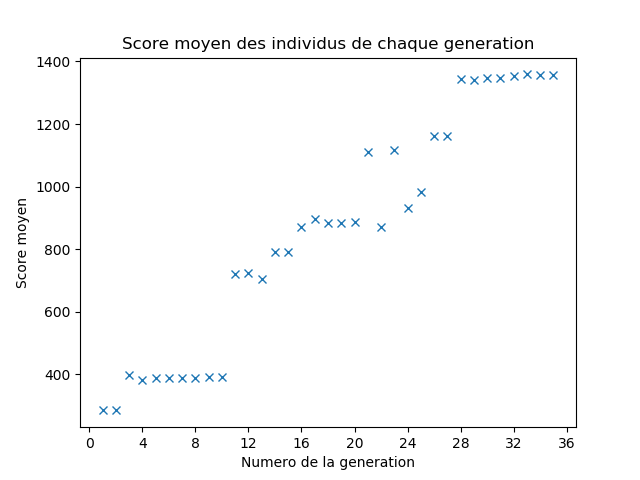 Score moyen des individus de chaque generation
1400
1200
1000
800
600
400
Score moyen
0 4 8 12 16 20 24 28 32 36
Numero de la generation